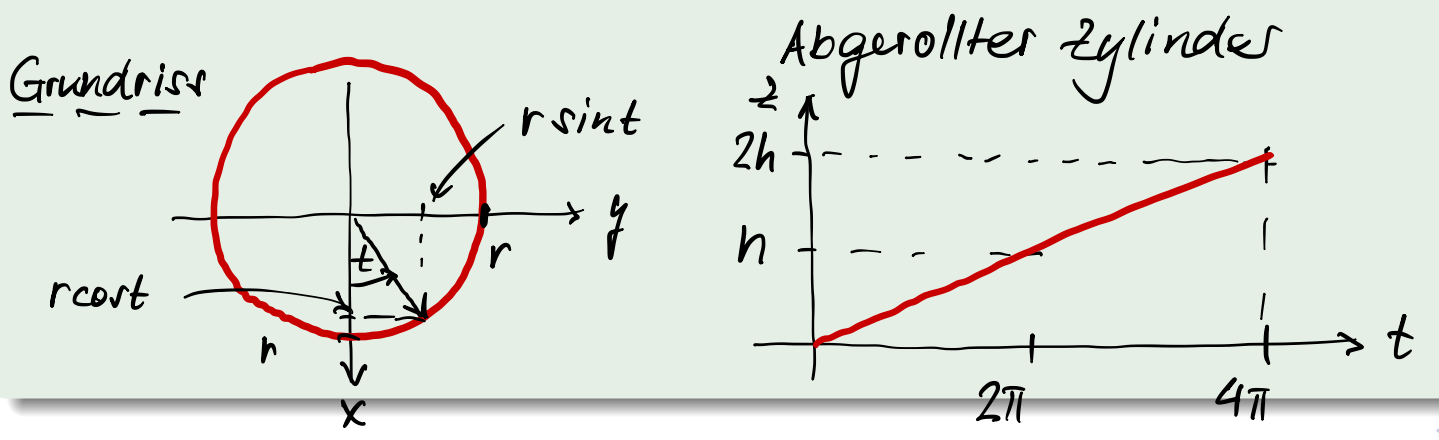 Grundriss
r sint
y
r
t
rcost
r
x
Abgerollter Zylinder
z
2h
h
t
2π
4π